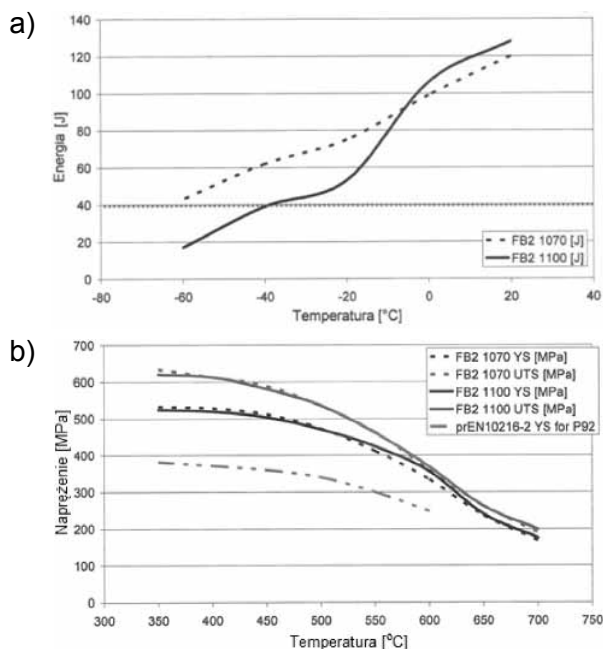 a)
Energia [J]
140
120
100
80
60
40
20
0
-80
-60
-40
-20
0
20
40
Temperatura [°C]
FB2 1070 [J]
FB2 1100 [J]
b)
Naprężenie [MPa]
700
600
500
400
300
200
100
0
300
350
400
450
500
550
600
650
700
750
Temperatura [°C]
FB2 1070 YS [MPa]
FB2 1070 UTS [MPa]
FB2 1100 YS [MPa]
FB2 1100 UTS [MPa]
prEN10216-2 YS for P92